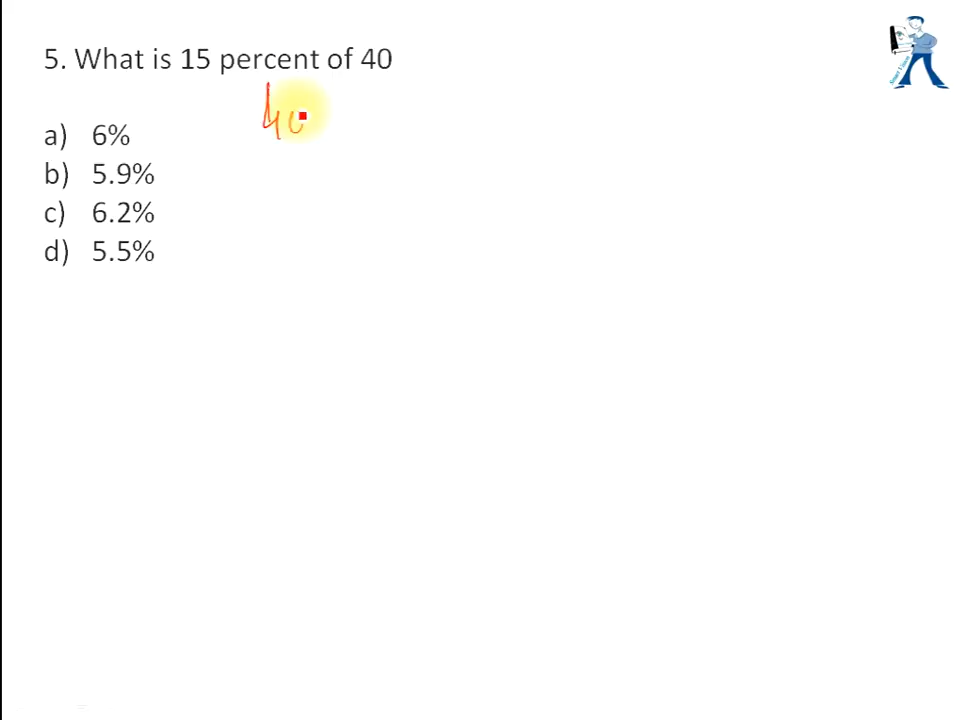 5. What is 15 percent of 40
40
a) 6%
b) 5.9%
c) 6.2%
d) 5.5%